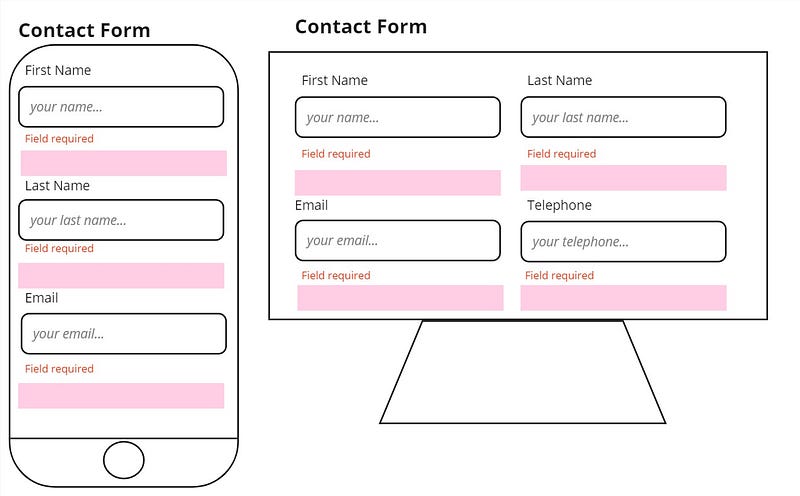 Contact Form
First Name
your name...
Field required
Last Name
your last name...
Field required
Email
your email...
Field required
Contact Form
First Name
Last Name
your name...
your last name...
Field required
Field required
Email
Telephone
your email...
your telephone...
Field required
Field required